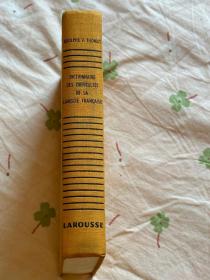 ADOLPHE V. THOMAS
DICTIONNAIRE
DES DIFFICULTÉS
DE LA
LANGUE FRANÇAISE
LAROUSSE